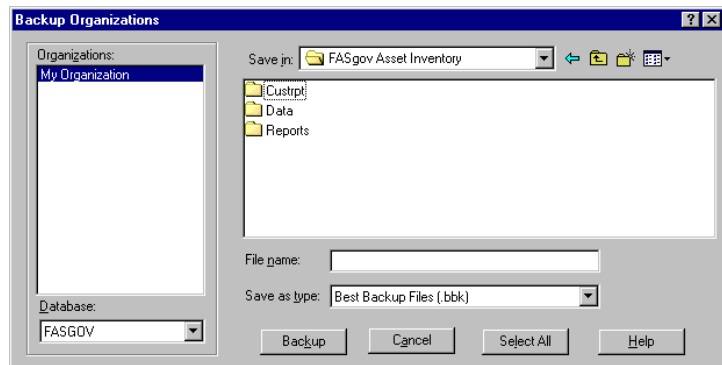 Backup Organizations
Organizations:
My Organization
Database:
FASGOV
Save in: FASgov Asset Inventory
Custrpt
Data
Reports
File name:
Save as type: Best Backup Files (.bbk)
Backup Cancel Select All Help